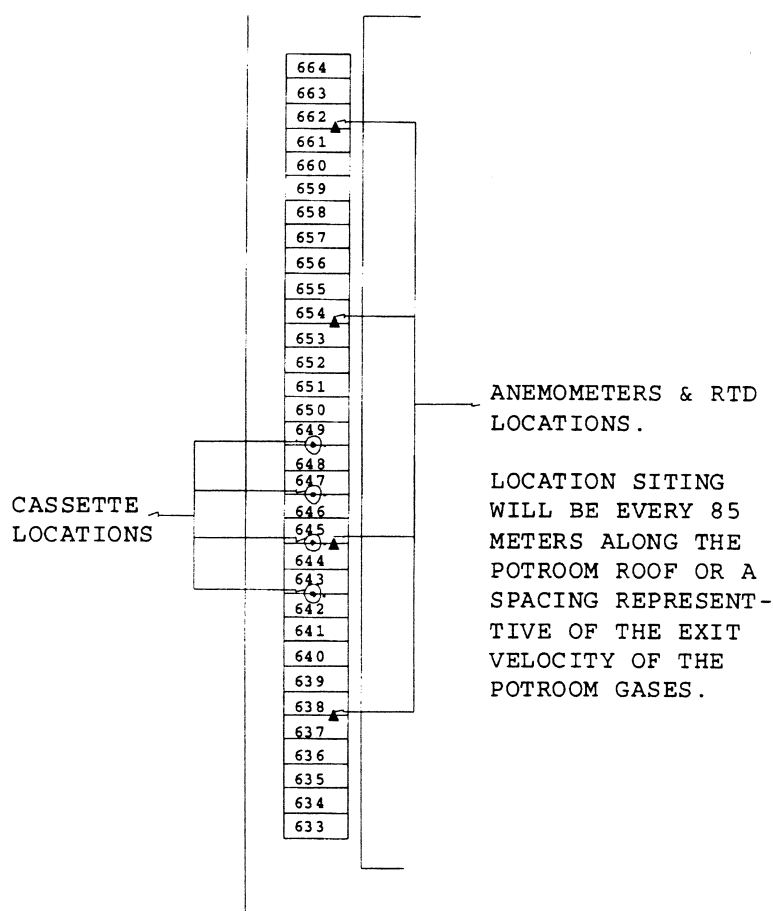 664
663
662
661
660
659
658
657
656
655
654
653
652
651
650
649
648
647
646
645
644
643
642
641
640
639
638
637
636
635
634
633
CASSETTE
LOCATIONS
ANEMOMETERS & RTD
LOCATIONS.
LOCATION SITING
WILL BE EVERY 85
METERS ALONG THE
POTROOM ROOF OR A
SPACING REPRESENT-
TIVE OF THE EXIT
VELOCITY OF THE
POTROOM GASES.